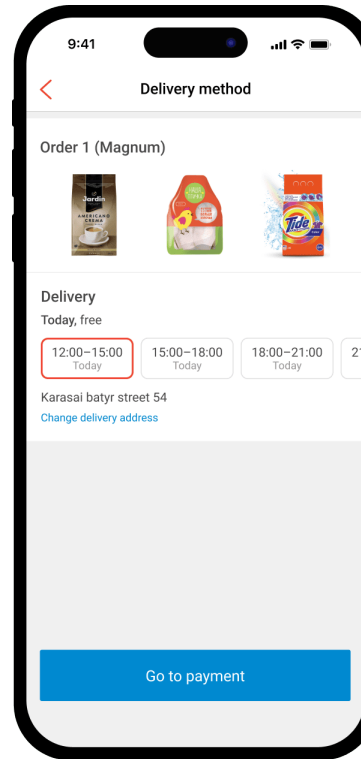 9:41
Delivery method
Order 1 (Magnum)
Jardin
AMERICANO
CREMA
Tide
Delivery
Today, free
12:00–15:00 15:00–18:00 18:00–21:00
Today Today Today
Karasai batyr street 54
Change delivery address
Go to payment